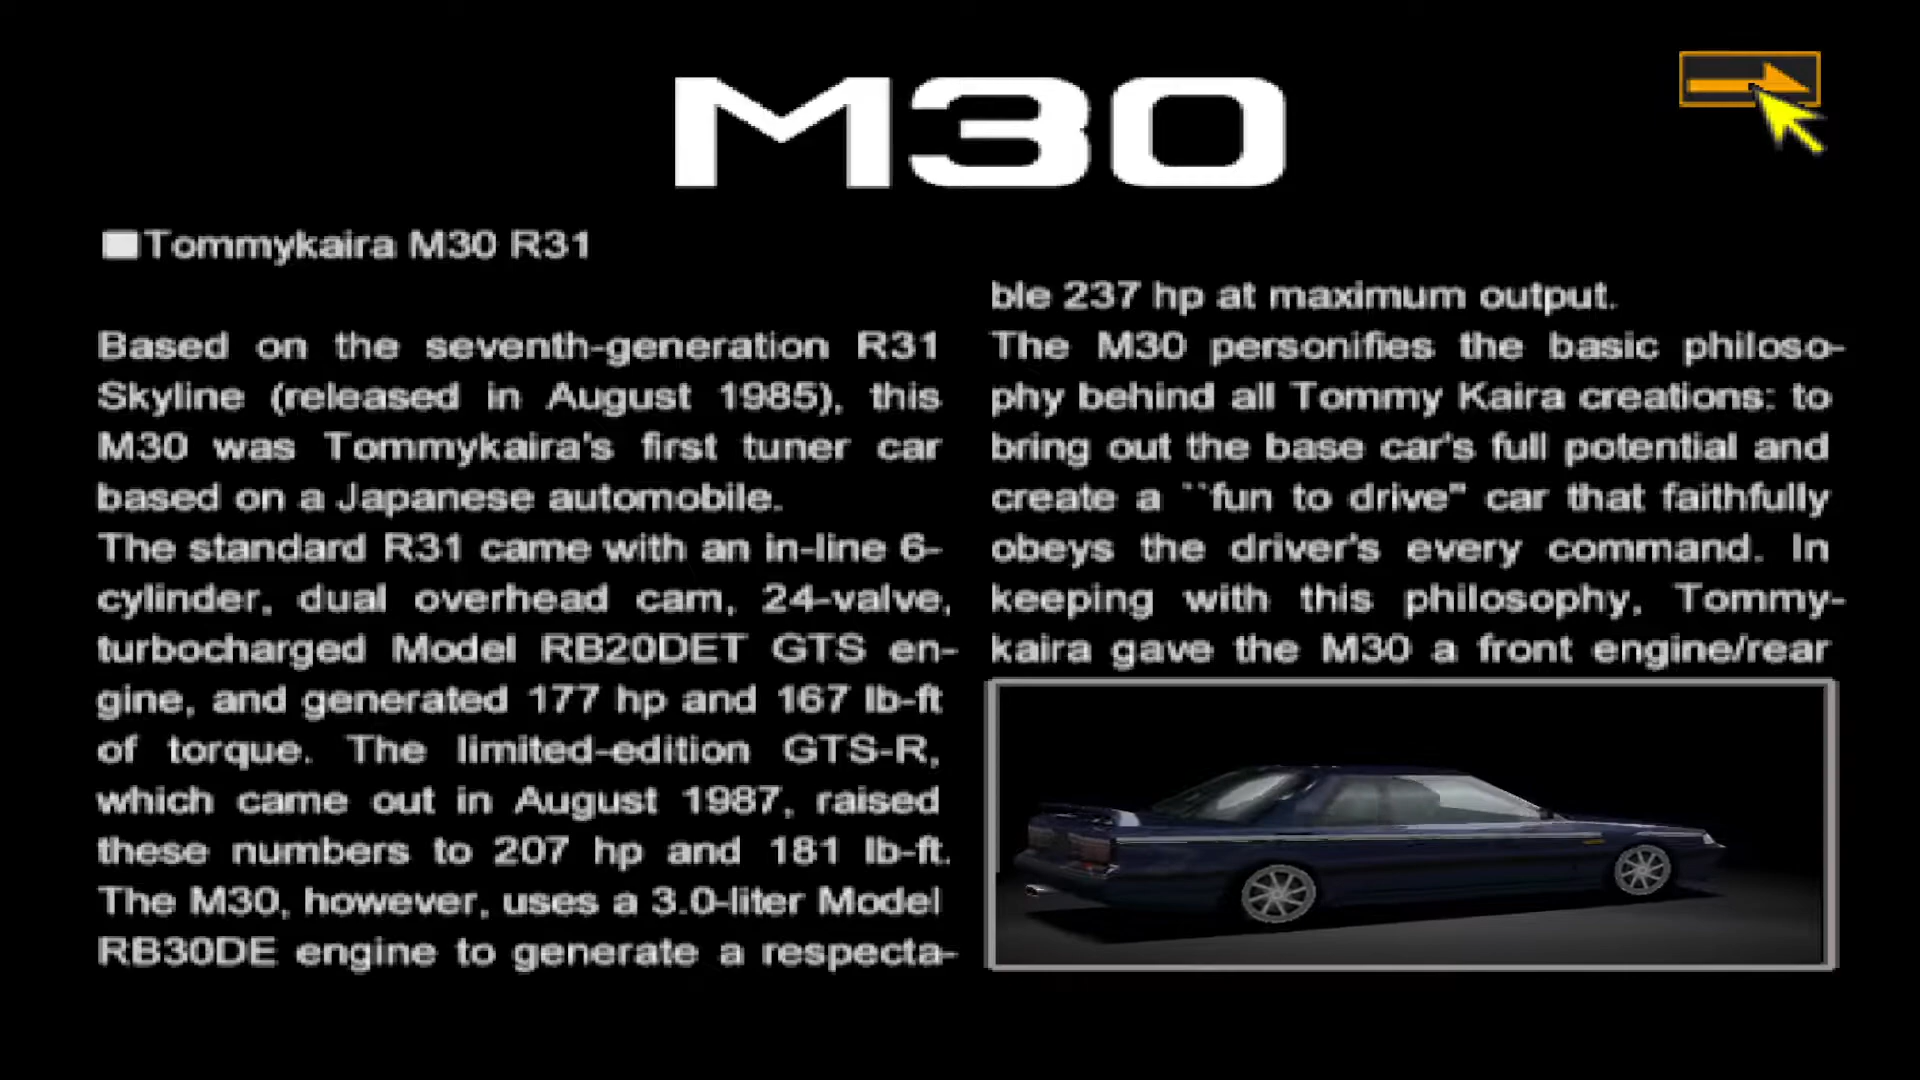 M30
Tommykaira M30 R31
Based on the seventh-generation R31
Skyline (released in August 1985), this
M30 was Tommykaira's first tuner car
based on a Japanese automobile.
The standard R31 came with an in-line 6-
cylinder, dual overhead cam, 24-valve,
turbocharged Model RB20DET GTS en-
gine, and generated 177 hp and 167 lb-ft
of torque. The limited-edition GTS-R,
which came out in August 1987, raised
these numbers to 207 hp and 181 lb-ft.
The M30, however, uses a 3.0-liter Model
RB30DE engine to generate a respecta-
ble 237 hp at maximum output.
The M30 personifies the basic philoso-
phy behind all Tommy Kaira creations: to
bring out the base car's full potential and
create a ``fun to drive" car that faithfully
obeys the driver's every command. In
keeping with this philosophy, Tommy-
kaira gave the M30 a front engine/rear